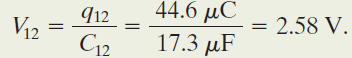 V₁₂ = q₁₂/C₁₂ = 44.6 μC/17.3 μF = 2.58 V.